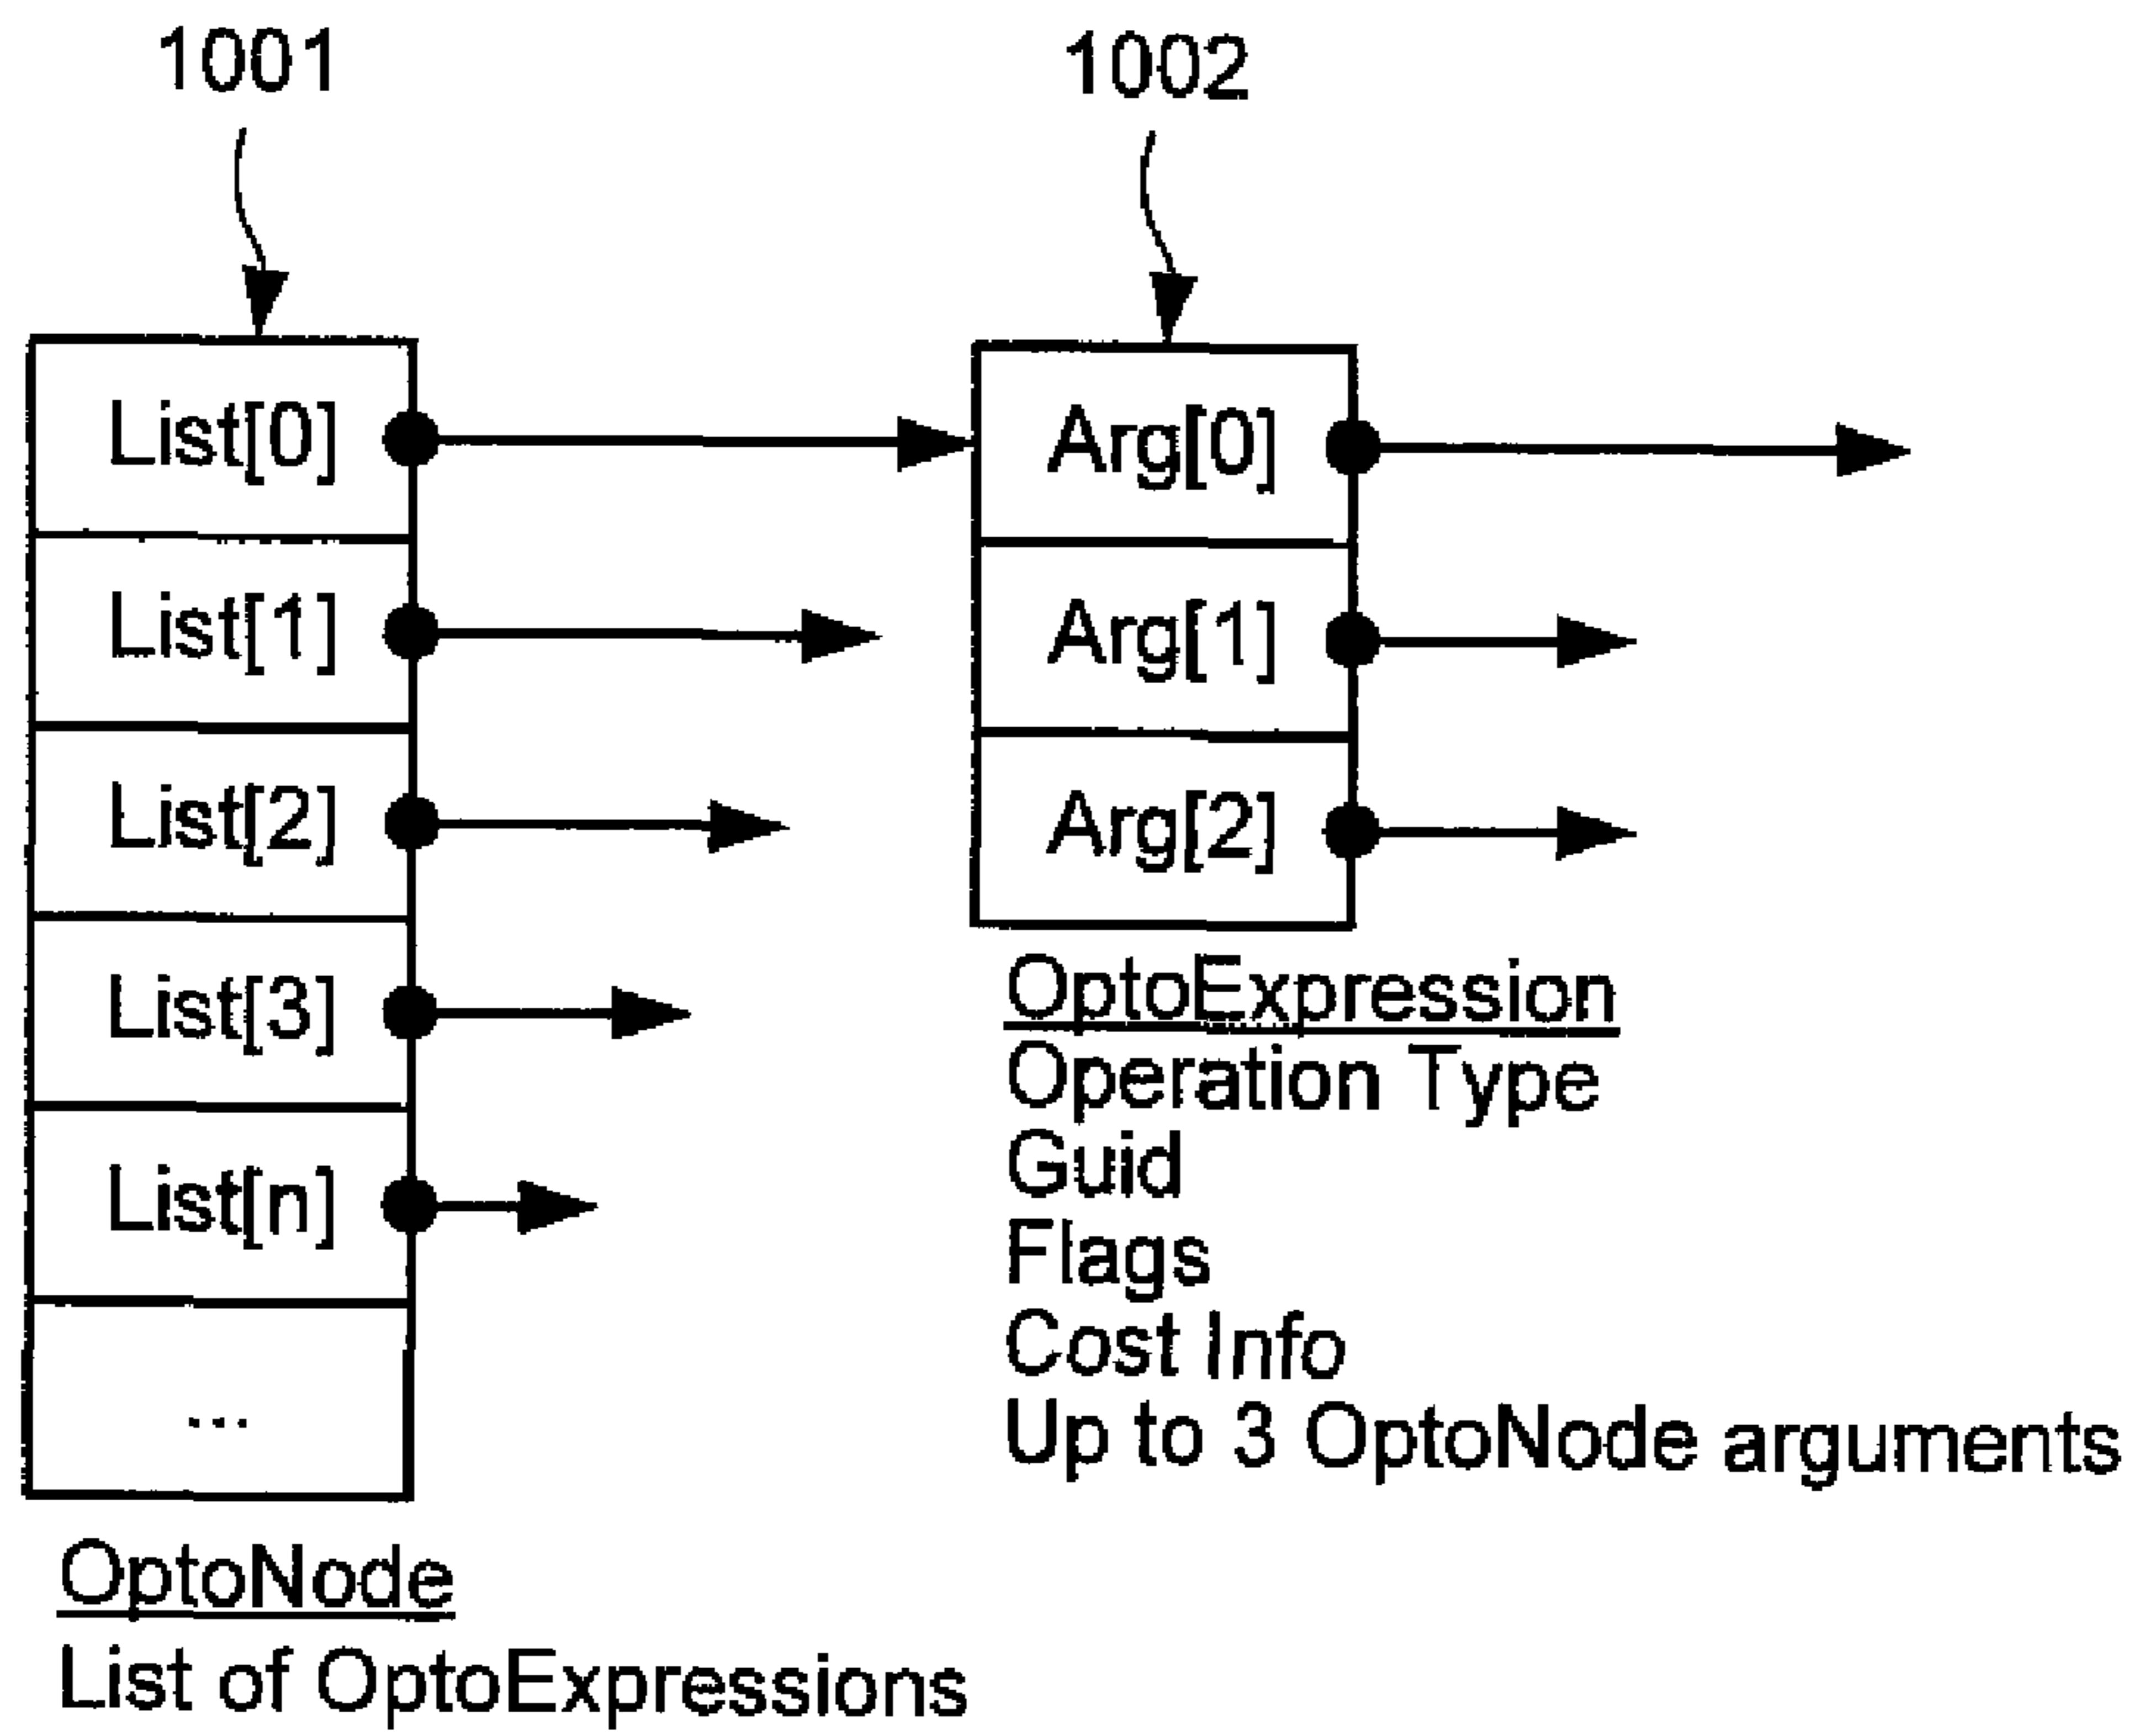 1001
1002
List[0]
List[1]
List[2]
List[3]
List[n]
...
OptoNode
List of OptoExpressions
Arg[0]
Arg[1]
Arg[2]
OptoExpression
Operation Type
Guid
Flags
Cost Info
Up to 3 OptoNode arguments